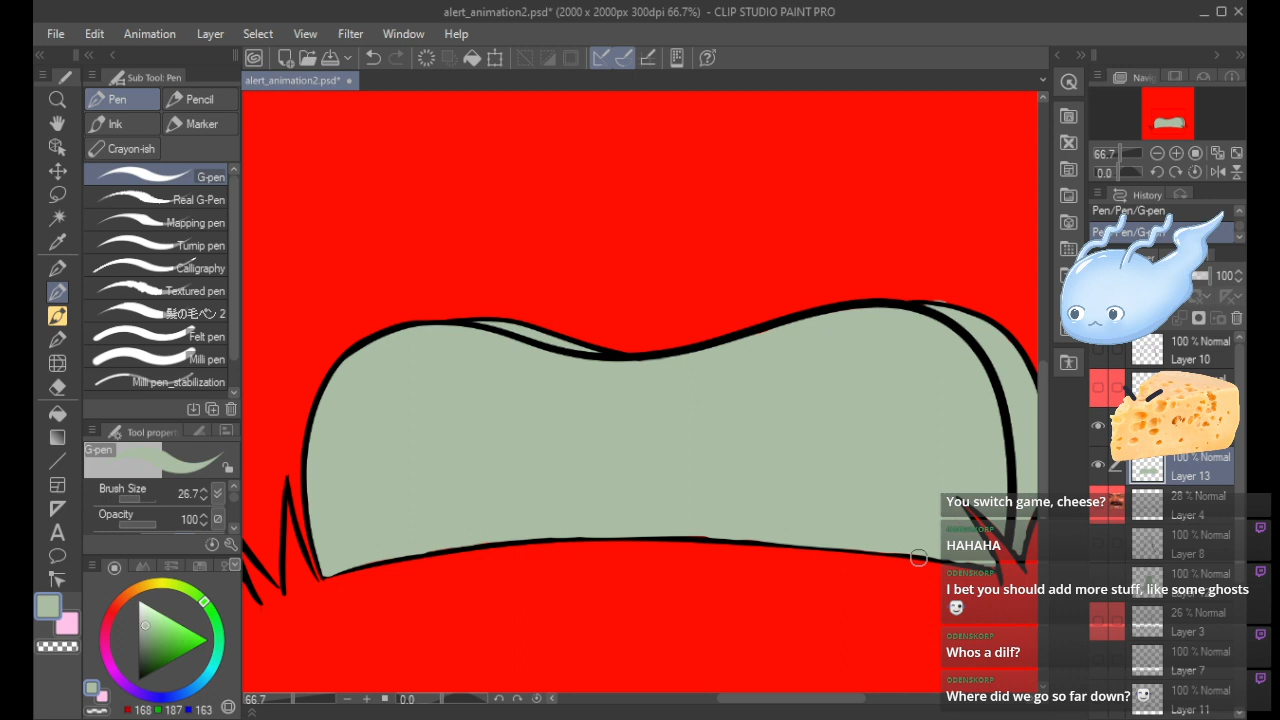 alert_animation2.psd* (2000 x 2000px 300dpi 66.7%) - CLIP STUDIO PAINT PRO
File Edit Animation Layer Select View Filter Window Help
Sub Tool: Pen
alert_animation2.psd*
Pen
Pencil
Ink
Marker
Crayon-ish
G-pen
Real G-Pen
Mapping pen
Turnip pen
Calligraphy
Textured pen
髪の毛ペン 2
Felt pen
Milli pen
Milli pen_stabilization
Tool proper
G-pen
Brush Size 26.7
Opacity 100
168 187 163
66.7
0.0
66.7
0.0
History
Pen/Pen/G-pen
Pen/Pen/G-pen
100
100 % Normal
Layer 10
100 % Normal
Layer 13
28 % Normal
Layer 4
100 % Normal
Layer 8
100 % Normal
26 % Normal
Layer 3
100 % Normal
Layer 7
100 % Normal
Layer 11
You switch game, cheese?
ODENSKORP
HAHAHA
ODENSKORP
I bet you should add more stuff, like some ghosts
ODENSKORP
Whos a dilf?
ODENSKORP
Where did we go so far down?